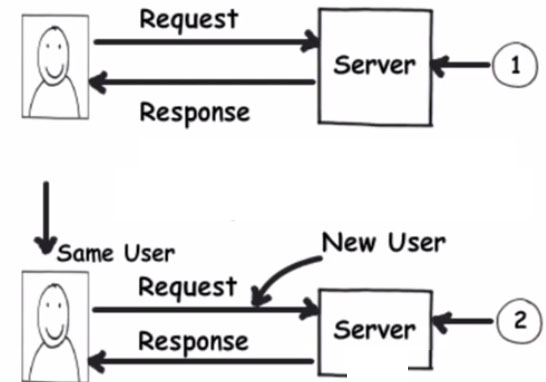 Request
Server
1
Response
Same User
New User
Request
Server
2
Response